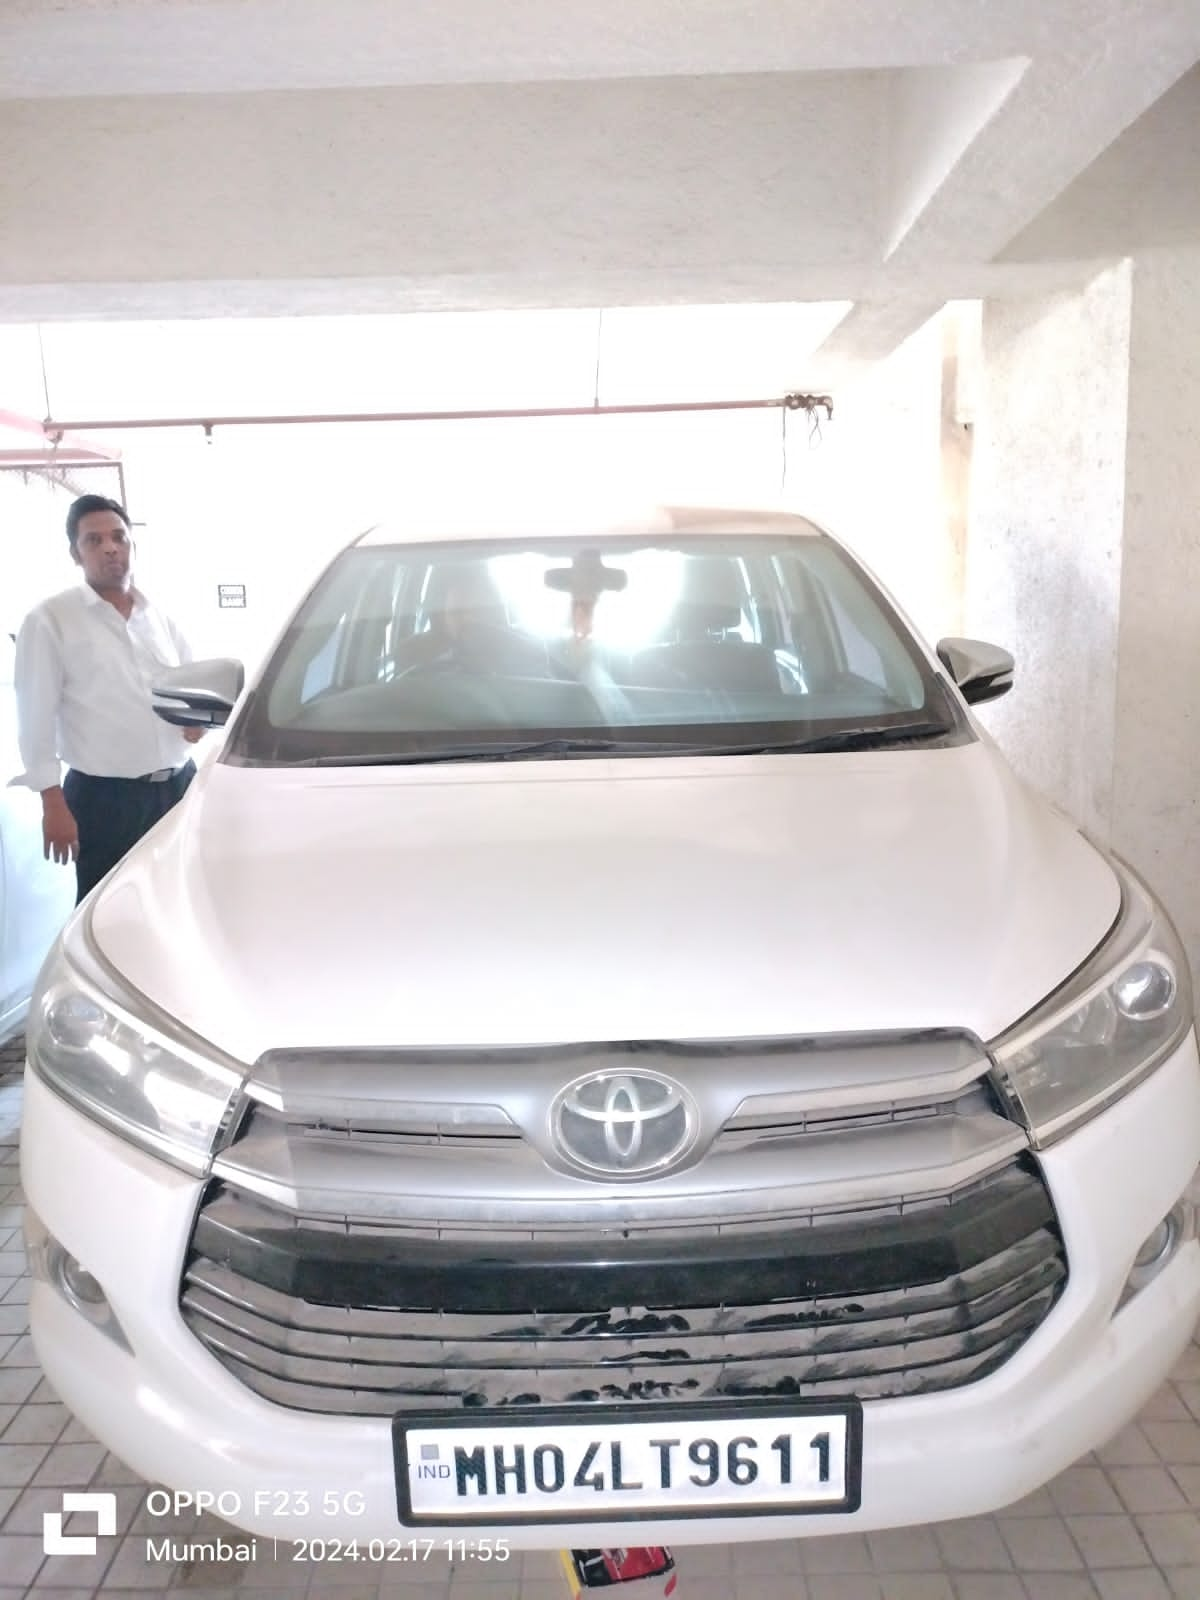 IND MH04LT9611
OPPO F23 5G
Mumbai | 2024.02.17 11:55